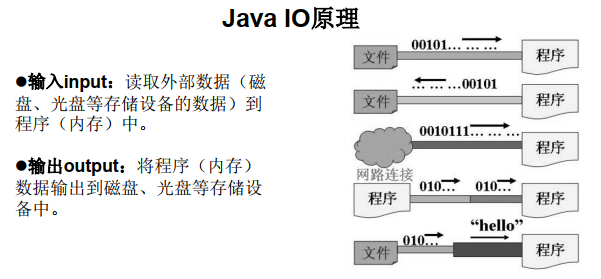 Java IO原理
●输入input：读取外部数据（磁
盘、光盘等存储设备的数据）到
程序（内存）中。
●输出output：将程序（内存）
数据输出到磁盘、光盘等存储设
备中。
文件 00101… … … 程序
文件 … … …00101 程序
0010111… … … 程序
网路连接
程序 010… 010… 程序
“hello”
文件 010… 程序